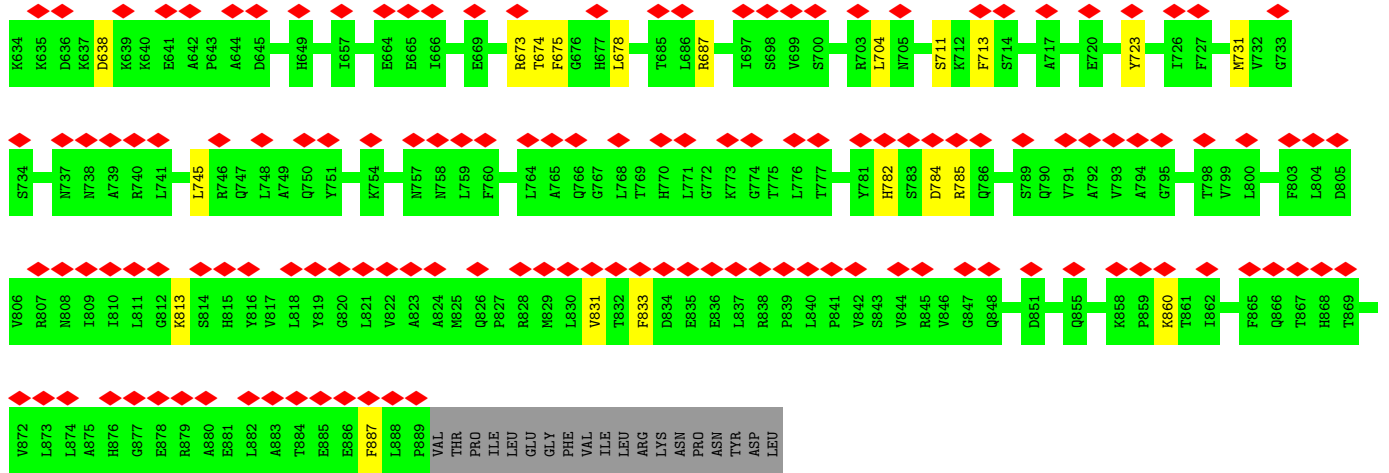 K634 K635 D636 K637 D638 K639 K640 E641 A642 P643 A644 D645 H649 I657 E664 E665 I666 E669 R673 T674 F675 G676 H677 L678 T685 L686 R687 I697 S698 V699 S700 R703 L704 N705 S711 K712 F713 S714 A717 E720 Y723 I726 F727 M731 V732 G733
S734 N737 N738 A739 R740 L741 L745 R746 Q747 L748 A749 Q750 Y751 K754 N757 N758 L759 F760 L764 A765 Q766 G767 L768 T769 H770 L771 G772 K773 G774 T775 L776 T777 Y781 H782 S783 D784 R785 Q786 S789 Q790 V791 A792 V793 A794 G795 T798 V799 L800 F803 L804 D805
V806 R807 N808 I809 I810 L811 G812 K813 S814 H815 Y816 V817 L818 Y819 G820 L821 V822 A823 A824 M825 Q826 P827 R828 M829 L830 V831 T832 F833 D834 E835 E836 L837 R838 P839 L840 P841 V842 S843 V844 R845 V846 G847 Q848 D851 Q855 K858 P859 K860 T861 I862 F865 Q866 T867 H868 T869
V872 L873 L874 A875 H876 G877 E878 R879 A880 E881 L882 A883 T884 E885 E886 F887 L888 P889 VAL THR PRO ILE LEU GLU GLY PHE VAL ILE LEU ARG LYS ASN PRO ASN TYR ASP LEU